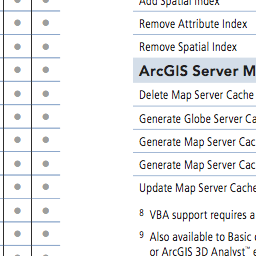 Add Spatial Index
Remove Attribute Index
Remove Spatial Index
ArcGIS Server M
Delete Map Server Cache
Generate Globe Server Ca
Generate Map Server Cac
Generate Map Server Cac
Update Map Server Cache
8 VBA support requires a
9 Also available to Basic
or ArcGIS 3D Analyst™ e